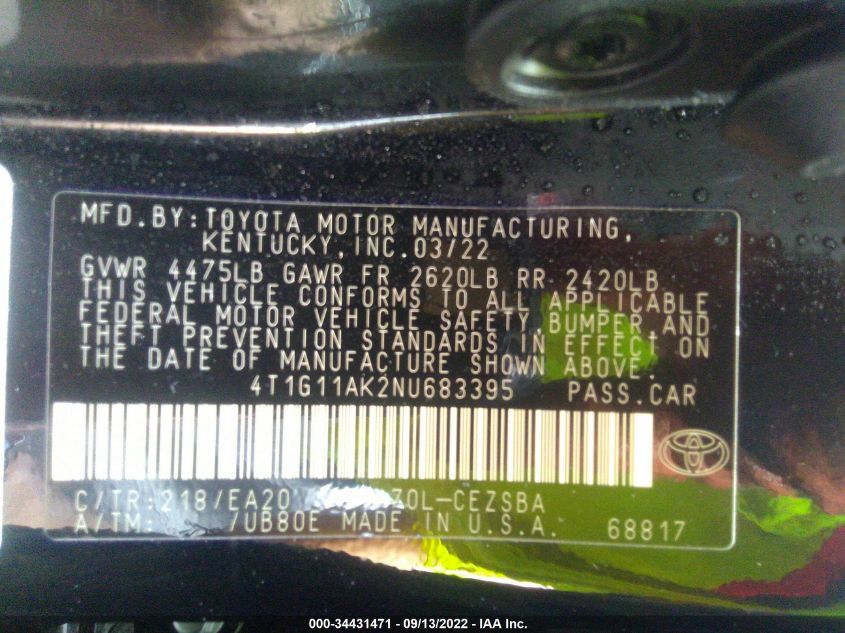 MFD.BY:TOYOTA MOTOR MANUFACTURING,
KENTUCKY,INC.03/22
GVWR 4475LB GAWR FR 2620LB RR 2420LB
THIS VEHICLE CONFORMS TO ALL APPLICABLE
FEDERAL MOTOR VEHICLE SAFETY,BUMPER AND
THEFT PREVENTION STANDARDS IN EFFECT ON
THE DATE OF MANUFACTURE SHOWN ABOVE.
4T1G11AK2NU683395 PASS.CAR
C/TR:218/EA20
A/TM: /UB80E MADE IN U.S.A. 68817
000-34431471 - 09/13/2022 - IAA Inc.